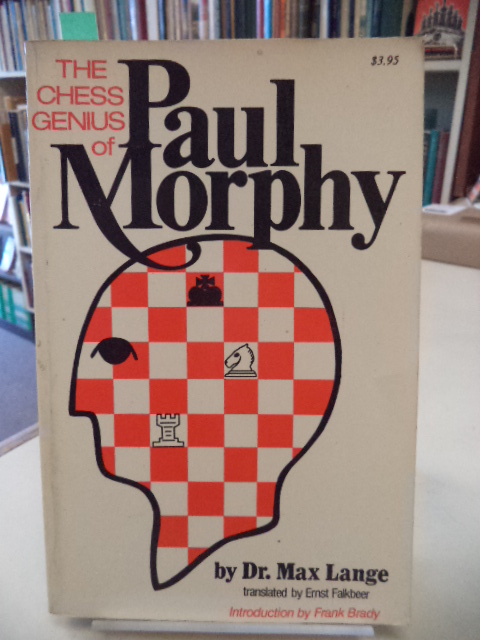 THE
CHESS
GENIUS
of
Paul
Morphy
$3.95
by Dr. Max Lange
translated by Ernst Falkbeer
Introduction by Frank Brady